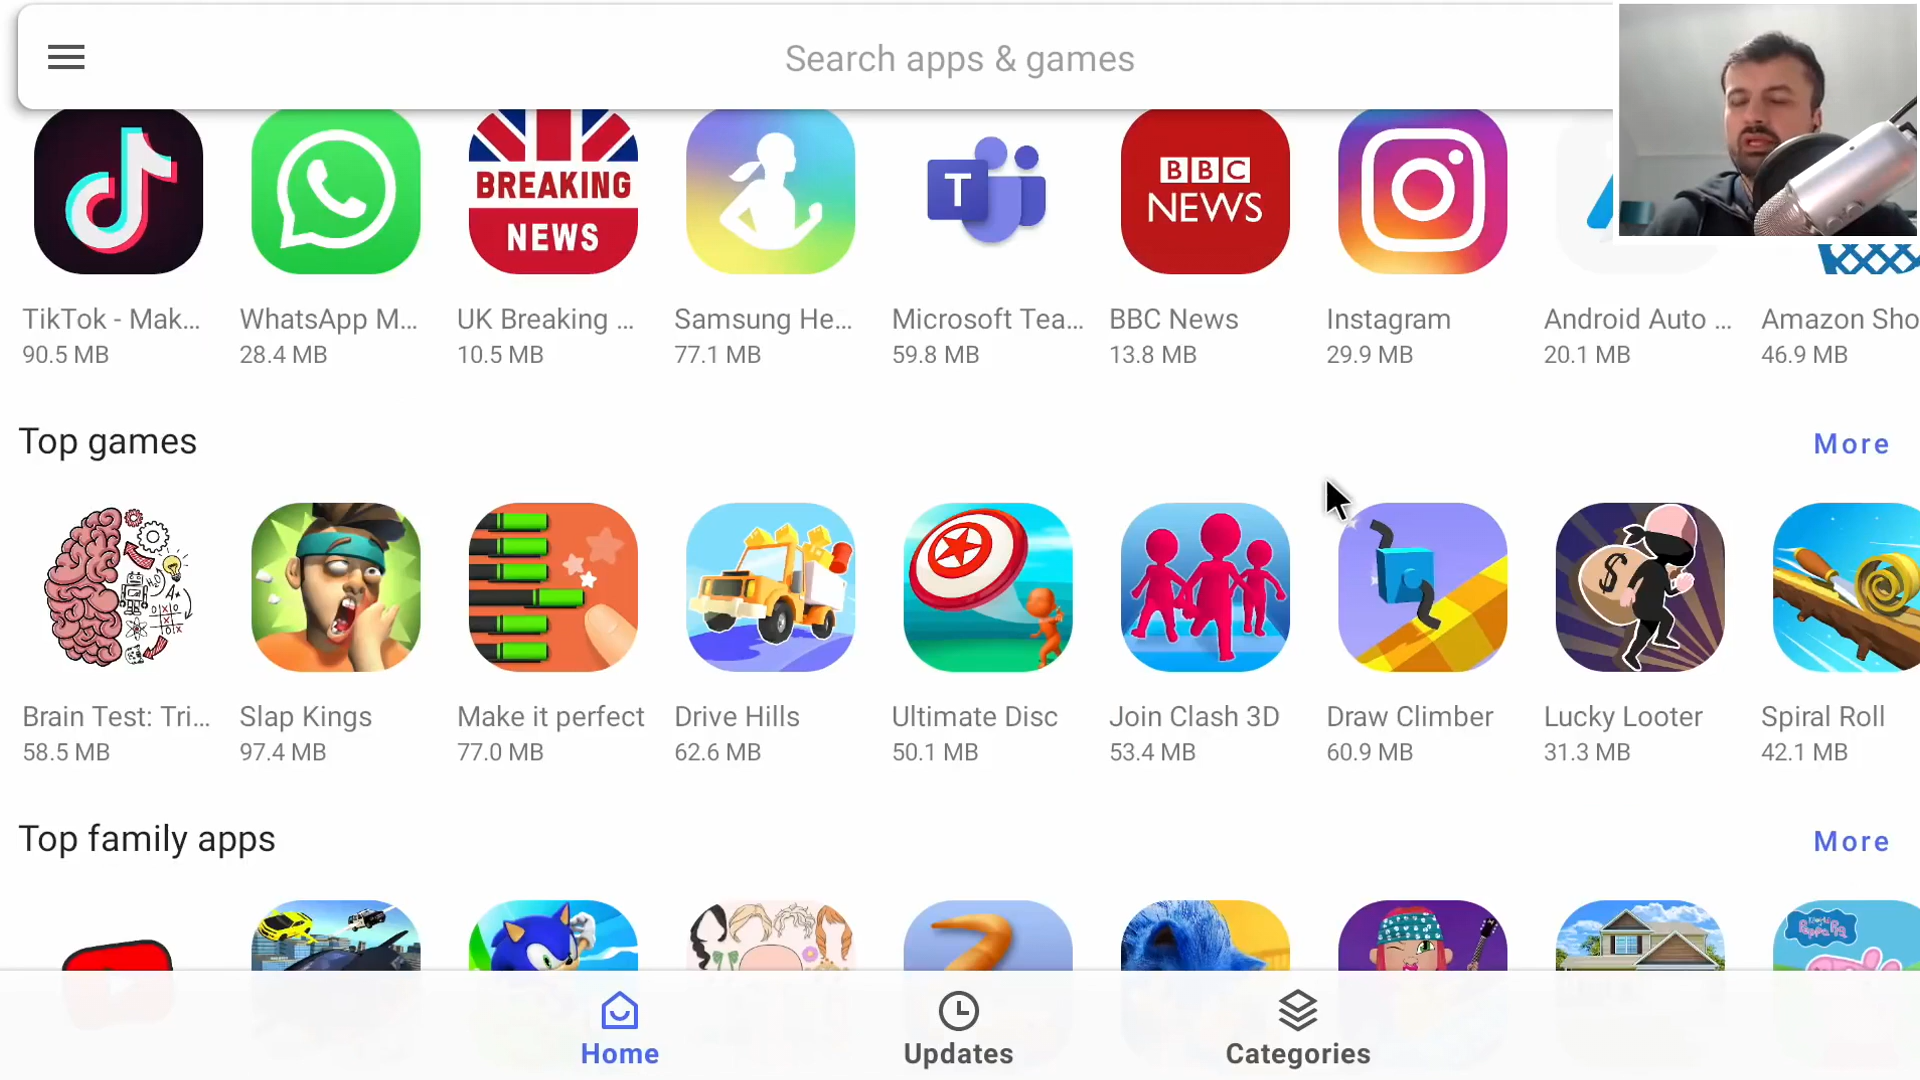 Search apps & games
BREAKING
NEWS
T
BBC
NEWS
TikTok - Mak...
WhatsApp M...
UK Breaking ...
Samsung He...
Microsoft Tea...
BBC News
Instagram
Android Auto ...
Amazon Sho
90.5 MB
28.4 MB
10.5 MB
77.1 MB
59.8 MB
13.8 MB
29.9 MB
20.1 MB
46.9 MB
Top games
More
Brain Test: Tri...
Slap Kings
Make it perfect
Drive Hills
Ultimate Disc
Join Clash 3D
Draw Climber
Lucky Looter
Spiral Roll
58.5 MB
97.4 MB
77.0 MB
62.6 MB
50.1 MB
53.4 MB
60.9 MB
31.3 MB
42.1 MB
Top family apps
More
Home
Updates
Categories